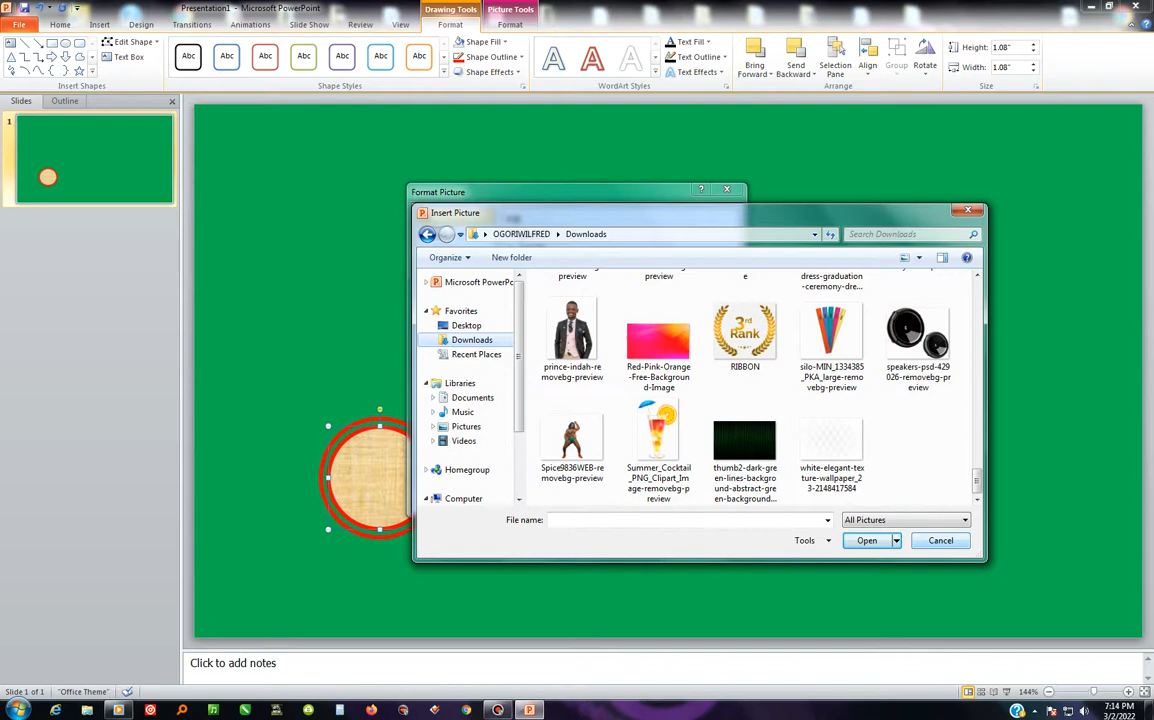 Presentation1 - Microsoft PowerPoint
Drawing Tools
Picture Tools
File
Home
Insert
Design
Transitions
Animations
Slide Show
Review
View
Format
Format
Edit Shape
Text Box
Insert Shapes
Abc
Abc
Abc
Abc
Abc
Abc
Abc
Shape Fill
Shape Outline
Shape Effects
Shape Styles
A
A
A
Text Fill
Text Outline
Text Effects
WordArt Styles
Bring
Forward
Send
Backward
Selection
Pane
Align
Group
Rotate
Arrange
Height: 1.08"
Width: 1.08"
Size
Slides
Outline
1
Format Picture
Insert Picture
OGORIWILFRED
Downloads
Search Downloads
Organize
New folder
Microsoft PowerPo
Favorites
Desktop
Downloads
Recent Places
Libraries
Documents
Music
Pictures
Videos
Homegroup
Computer
preview
preview
e
dress-graduation
-ceremony-dre...
prince-indah-re
movebg-preview
Red-Pink-Orange
-Free-Backgroun
d-Image
3rd
Rank
RIBBON
silo-MIN_1334385
_PKA_large-remo
vebg-preview
speakers-psd-429
026-removebg-pr
eview
Spice9836WEB-re
movebg-preview
Summer_Cocktail
_PNG_Clipart_Im
age-removebg-p
review
thumb2-dark-gre
en-lines-backgro
und-abstract-gre
en-background...
white-elegant-tex
ture-wallpaper_2
3-2148417584
File name:
All Pictures
Tools
Open
Cancel
Click to add notes
Slide 1 of 1
"Office Theme"
144%
7:14 PM
3/2/2022